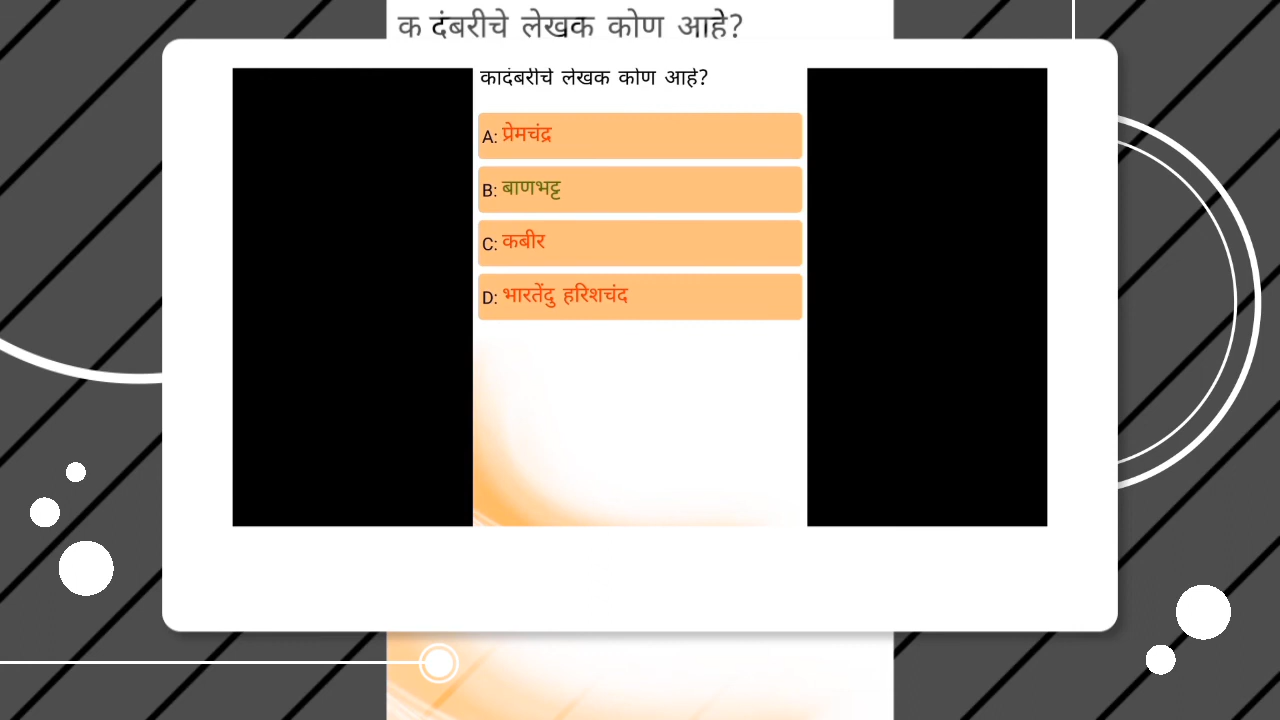 क दंबरीचे लेखक कोण आहे?
कादंबरीचे लेखक कोण आहे?
A: प्रेमचंद्र
B: बाणभट्ट
C: कबीर
D: भारतेंदु हरिशचंद